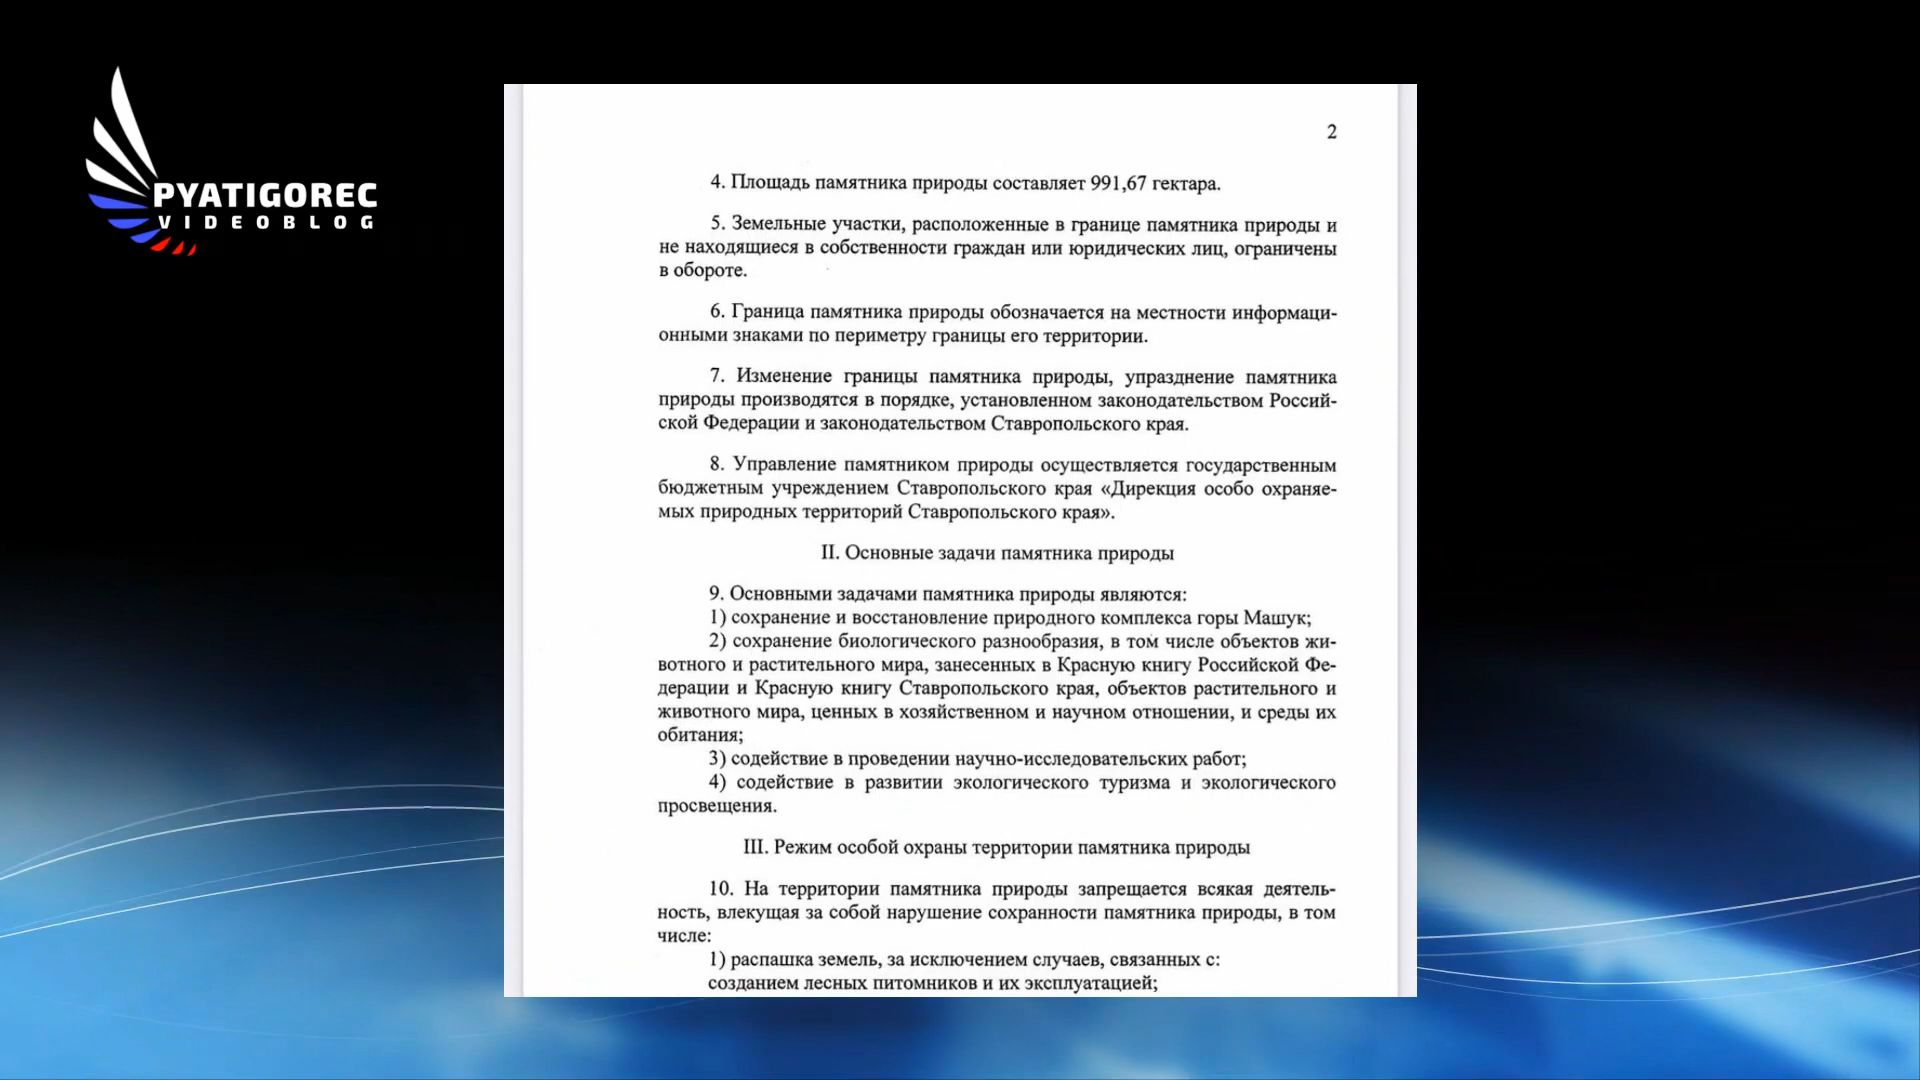 PYATIGOREC
VIDEOBLOG
2
4. Площадь памятника природы составляет 991,67 гектара.
5. Земельные участки, расположенные в границе памятника природы и
не находящиеся в собственности граждан или юридических лиц, ограничены
в обороте.
6. Граница памятника природы обозначается на местности информаци-
онными знаками по периметру границы его территории.
7. Изменение границы памятника природы, упразднение памятника
природы производятся в порядке, установленном законодательством Россий-
ской Федерации и законодательством Ставропольского края.
8. Управление памятником природы осуществляется государственным
бюджетным учреждением Ставропольского края «Дирекция особо охраняе-
мых природных территорий Ставропольского края».
II. Основные задачи памятника природы
9. Основными задачами памятника природы являются:
1) сохранение и восстановление природного комплекса горы Машук;
2) сохранение биологического разнообразия, в том числе объектов жи-
вотного и растительного мира, занесенных в Красную книгу Российской Фе-
дерации и Красную книгу Ставропольского края, объектов растительного и
животного мира, ценных в хозяйственном и научном отношении, и среды их
обитания;
3) содействие в проведении научно-исследовательских работ;
4) содействие в развитии экологического туризма и экологического
просвещения.
III. Режим особой охраны территории памятника природы
10. На территории памятника природы запрещается всякая деятель-
ность, влекущая за собой нарушение сохранности памятника природы, в том
числе:
1) распашка земель, за исключением случаев, связанных с:
созданием лесных питомников и их эксплуатацией;